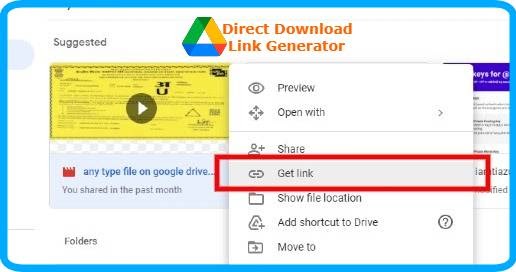 Direct Download
Link Generator
Suggested
Preview
Open with
Share
Get link
Show file location
Add shortcut to Drive
Move to
any type file on google drive...
You shared in the past month
Folders
keys for @